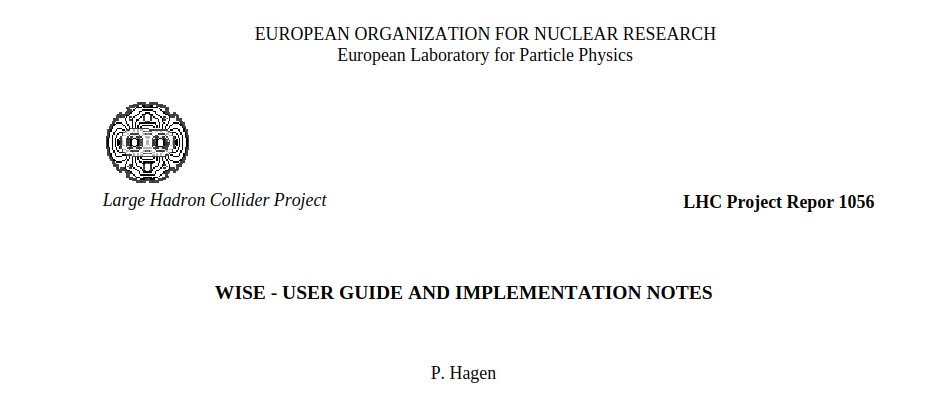 EUROPEAN ORGANIZATION FOR NUCLEAR RESEARCH
European Laboratory for Particle Physics
Large Hadron Collider Project
LHC Project Repor 1056
WISE - USER GUIDE AND IMPLEMENTATION NOTES
P. Hagen